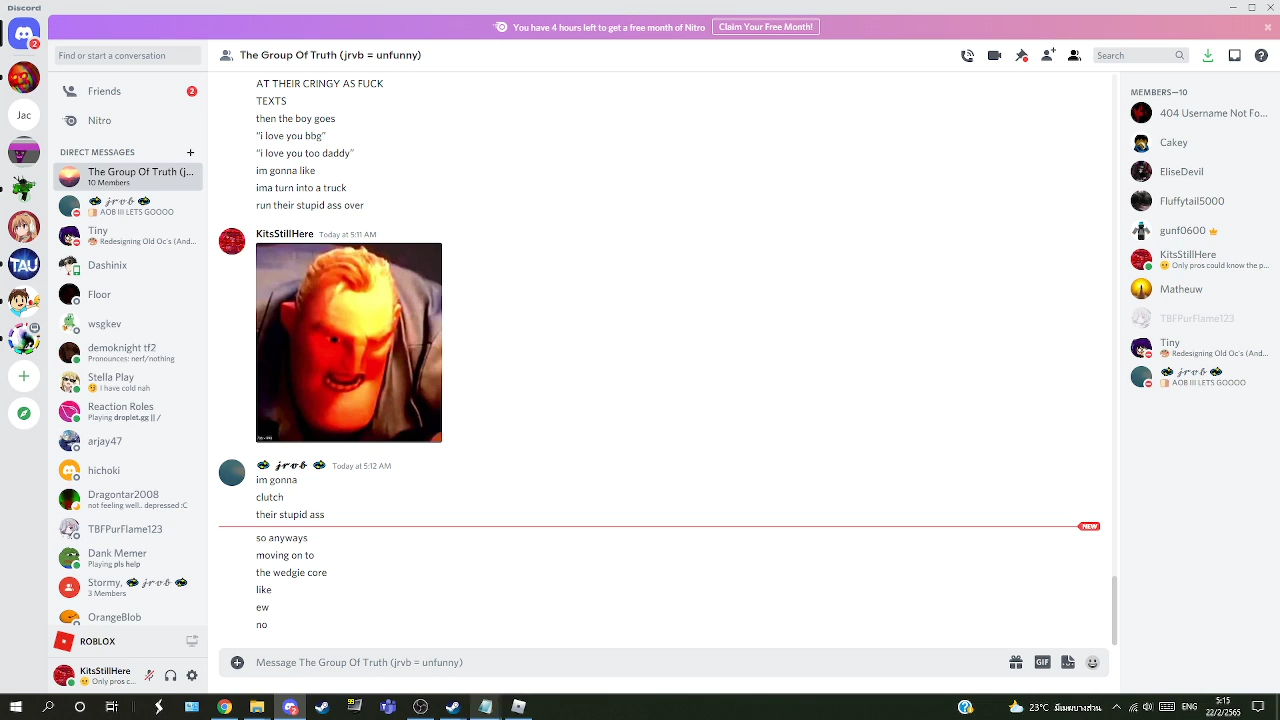 Discord
You have 4 hours left to get a free month of Nitro
Claim Your Free Month!
Find or start a conversation
The Group Of Truth (jrvb = unfunny)
Search
2
Friends
2
Nitro
DIRECT MESSAGES
The Group Of Truth (j...
10 Members
𝓳𝓻𝓿𝓫
AOB III LETS GOOOO
Tiny
Redesigning Old Oc's (And...
Dashinix
Floor
wsgkev
demoknight tf2
Pronouns: nerf/nothing
Stella Play
I have cold nah
Reaction Roles
Playing droplet.gg || /
arjay47
hichoki
Dragontar2008
not feeling well.. depressed :C
TBFPurFlame123
Dank Memer
Playing pls help
Stormy, 𝓳𝓻𝓿𝓫
3 Members
OrangeBlob
ROBLOX
KitsStillHere
Only pros c...
Jac
TAU
AT THEIR CRINGY AS FUCK
TEXTS
then the boy goes
“i love you bbg”
“i love you too daddy”
im gonna like
ima turn into a truck
run their stupid ass over
KitsStillHere Today at 5:11 AM
𝓳𝓻𝓿𝓫 Today at 5:12 AM
im gonna
clutch
their stupid ass
NEW
so anyways
moving on to
the wedgie core
like
ew
no
Message The Group Of Truth (jrvb = unfunny)
GIF
MEMBERS—10
404 Username Not Fo...
Cakey
EliseDevil
Fluffytail5000
gunf0600
KitsStillHere
Only pros could know the p...
Matheuw
TBFPurFlame123
Tiny
Redesigning Old Oc's (And...
𝓳𝓻𝓿𝓫
AOB III LETS GOOOO
23°C
ENG
5:15
22/2/2565